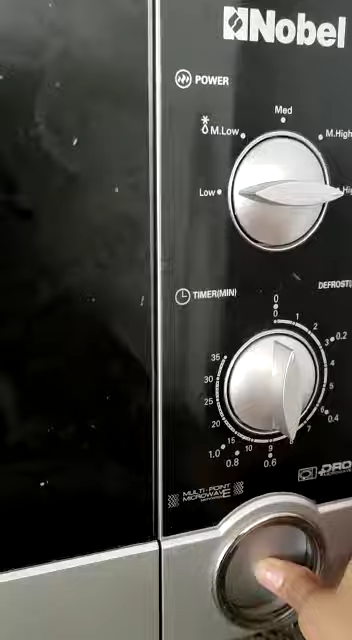 Nobel
POWER
Med
M.Low
M.High
Low
TIMER(MIN)
DEFROST
0
0
1
2
3
0.2
35
4
30
5
25
6
0.4
20
7
15
10
9
1.0
0.8
0.6
MULTI-POINT
MICROWAVE